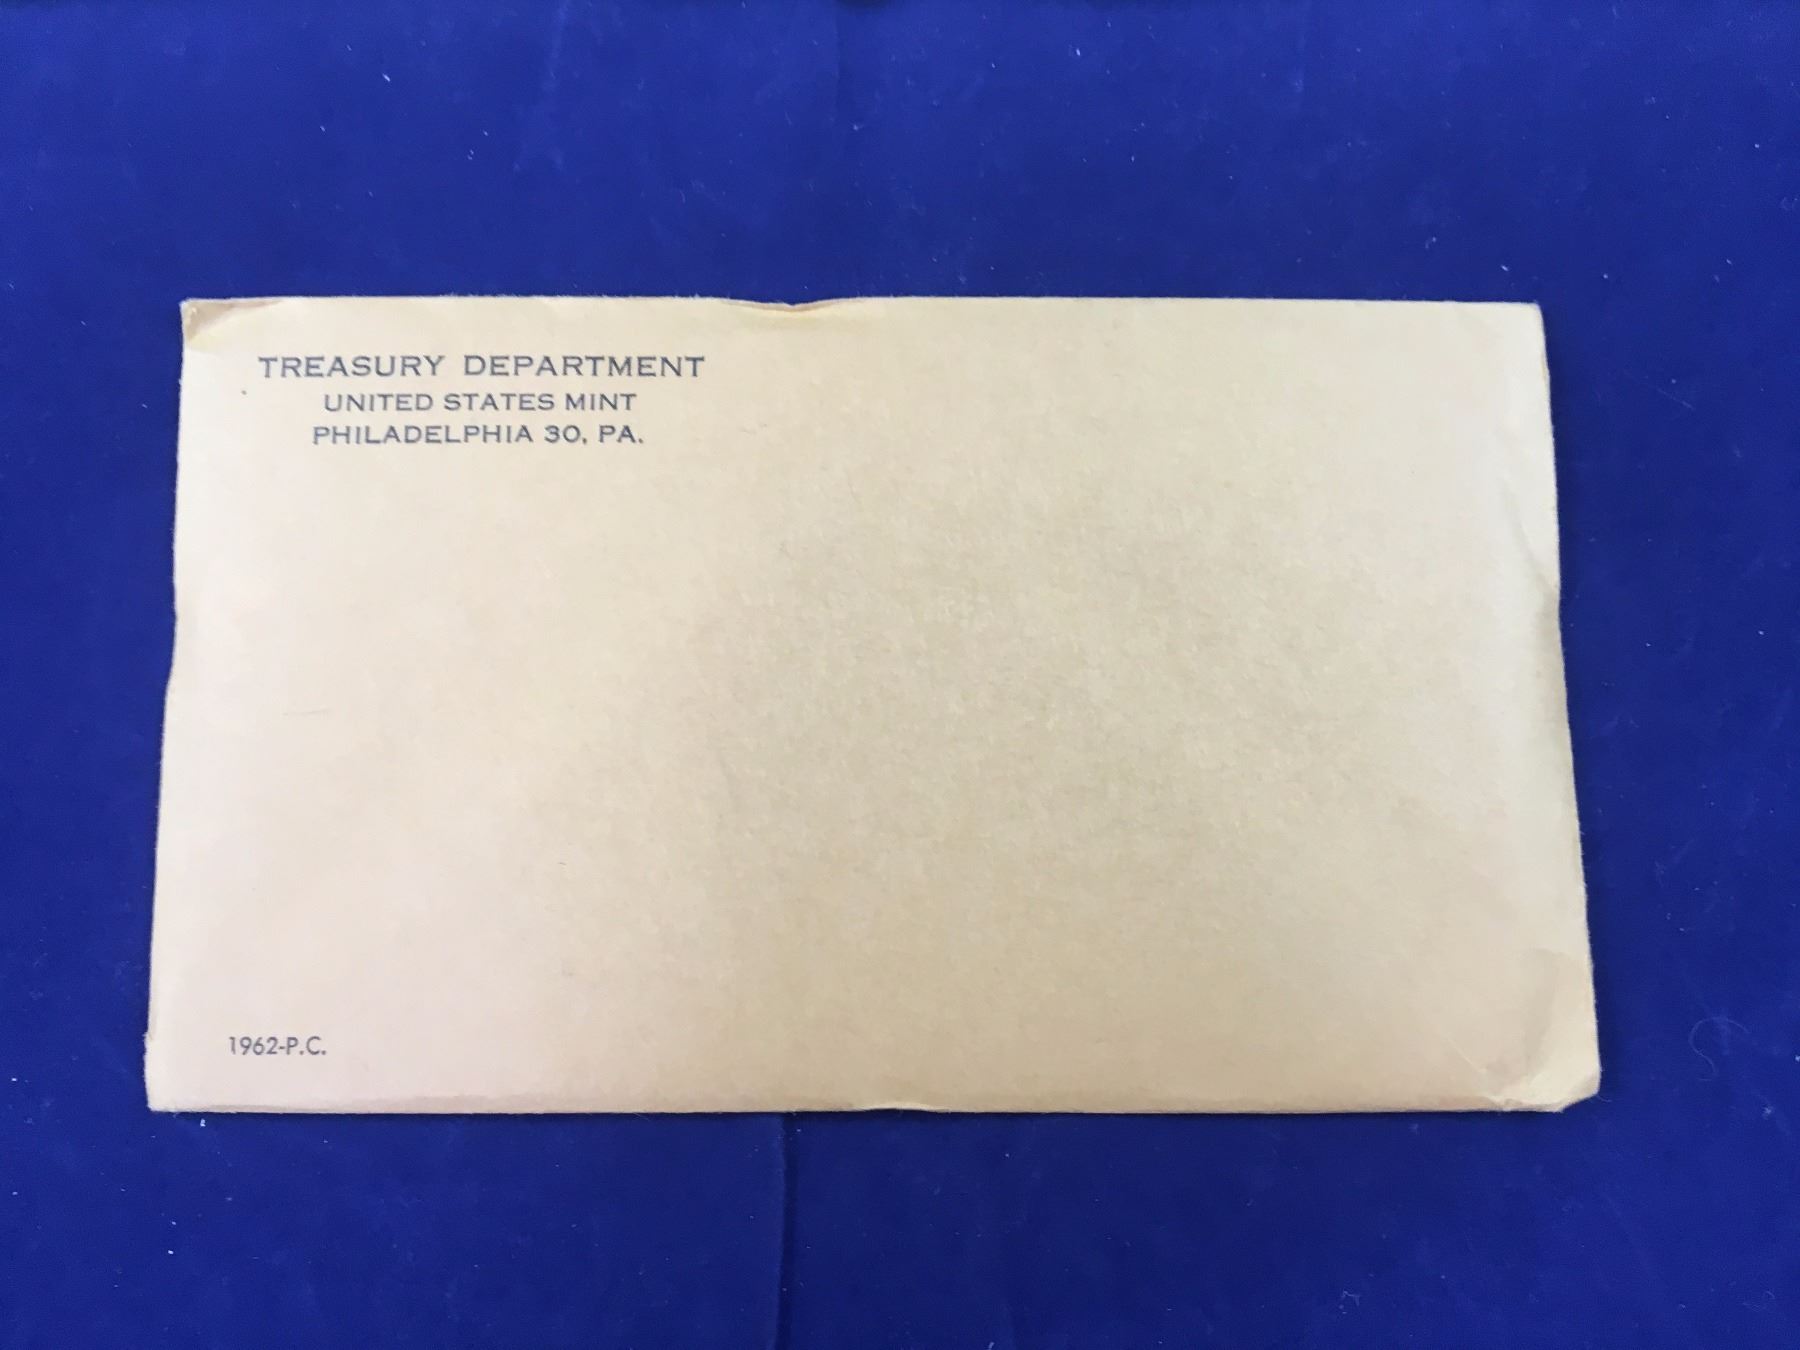 TREASURY DEPARTMENT
UNITED STATES MINT
PHILADELPHIA 30, PA.
1962-P.C.